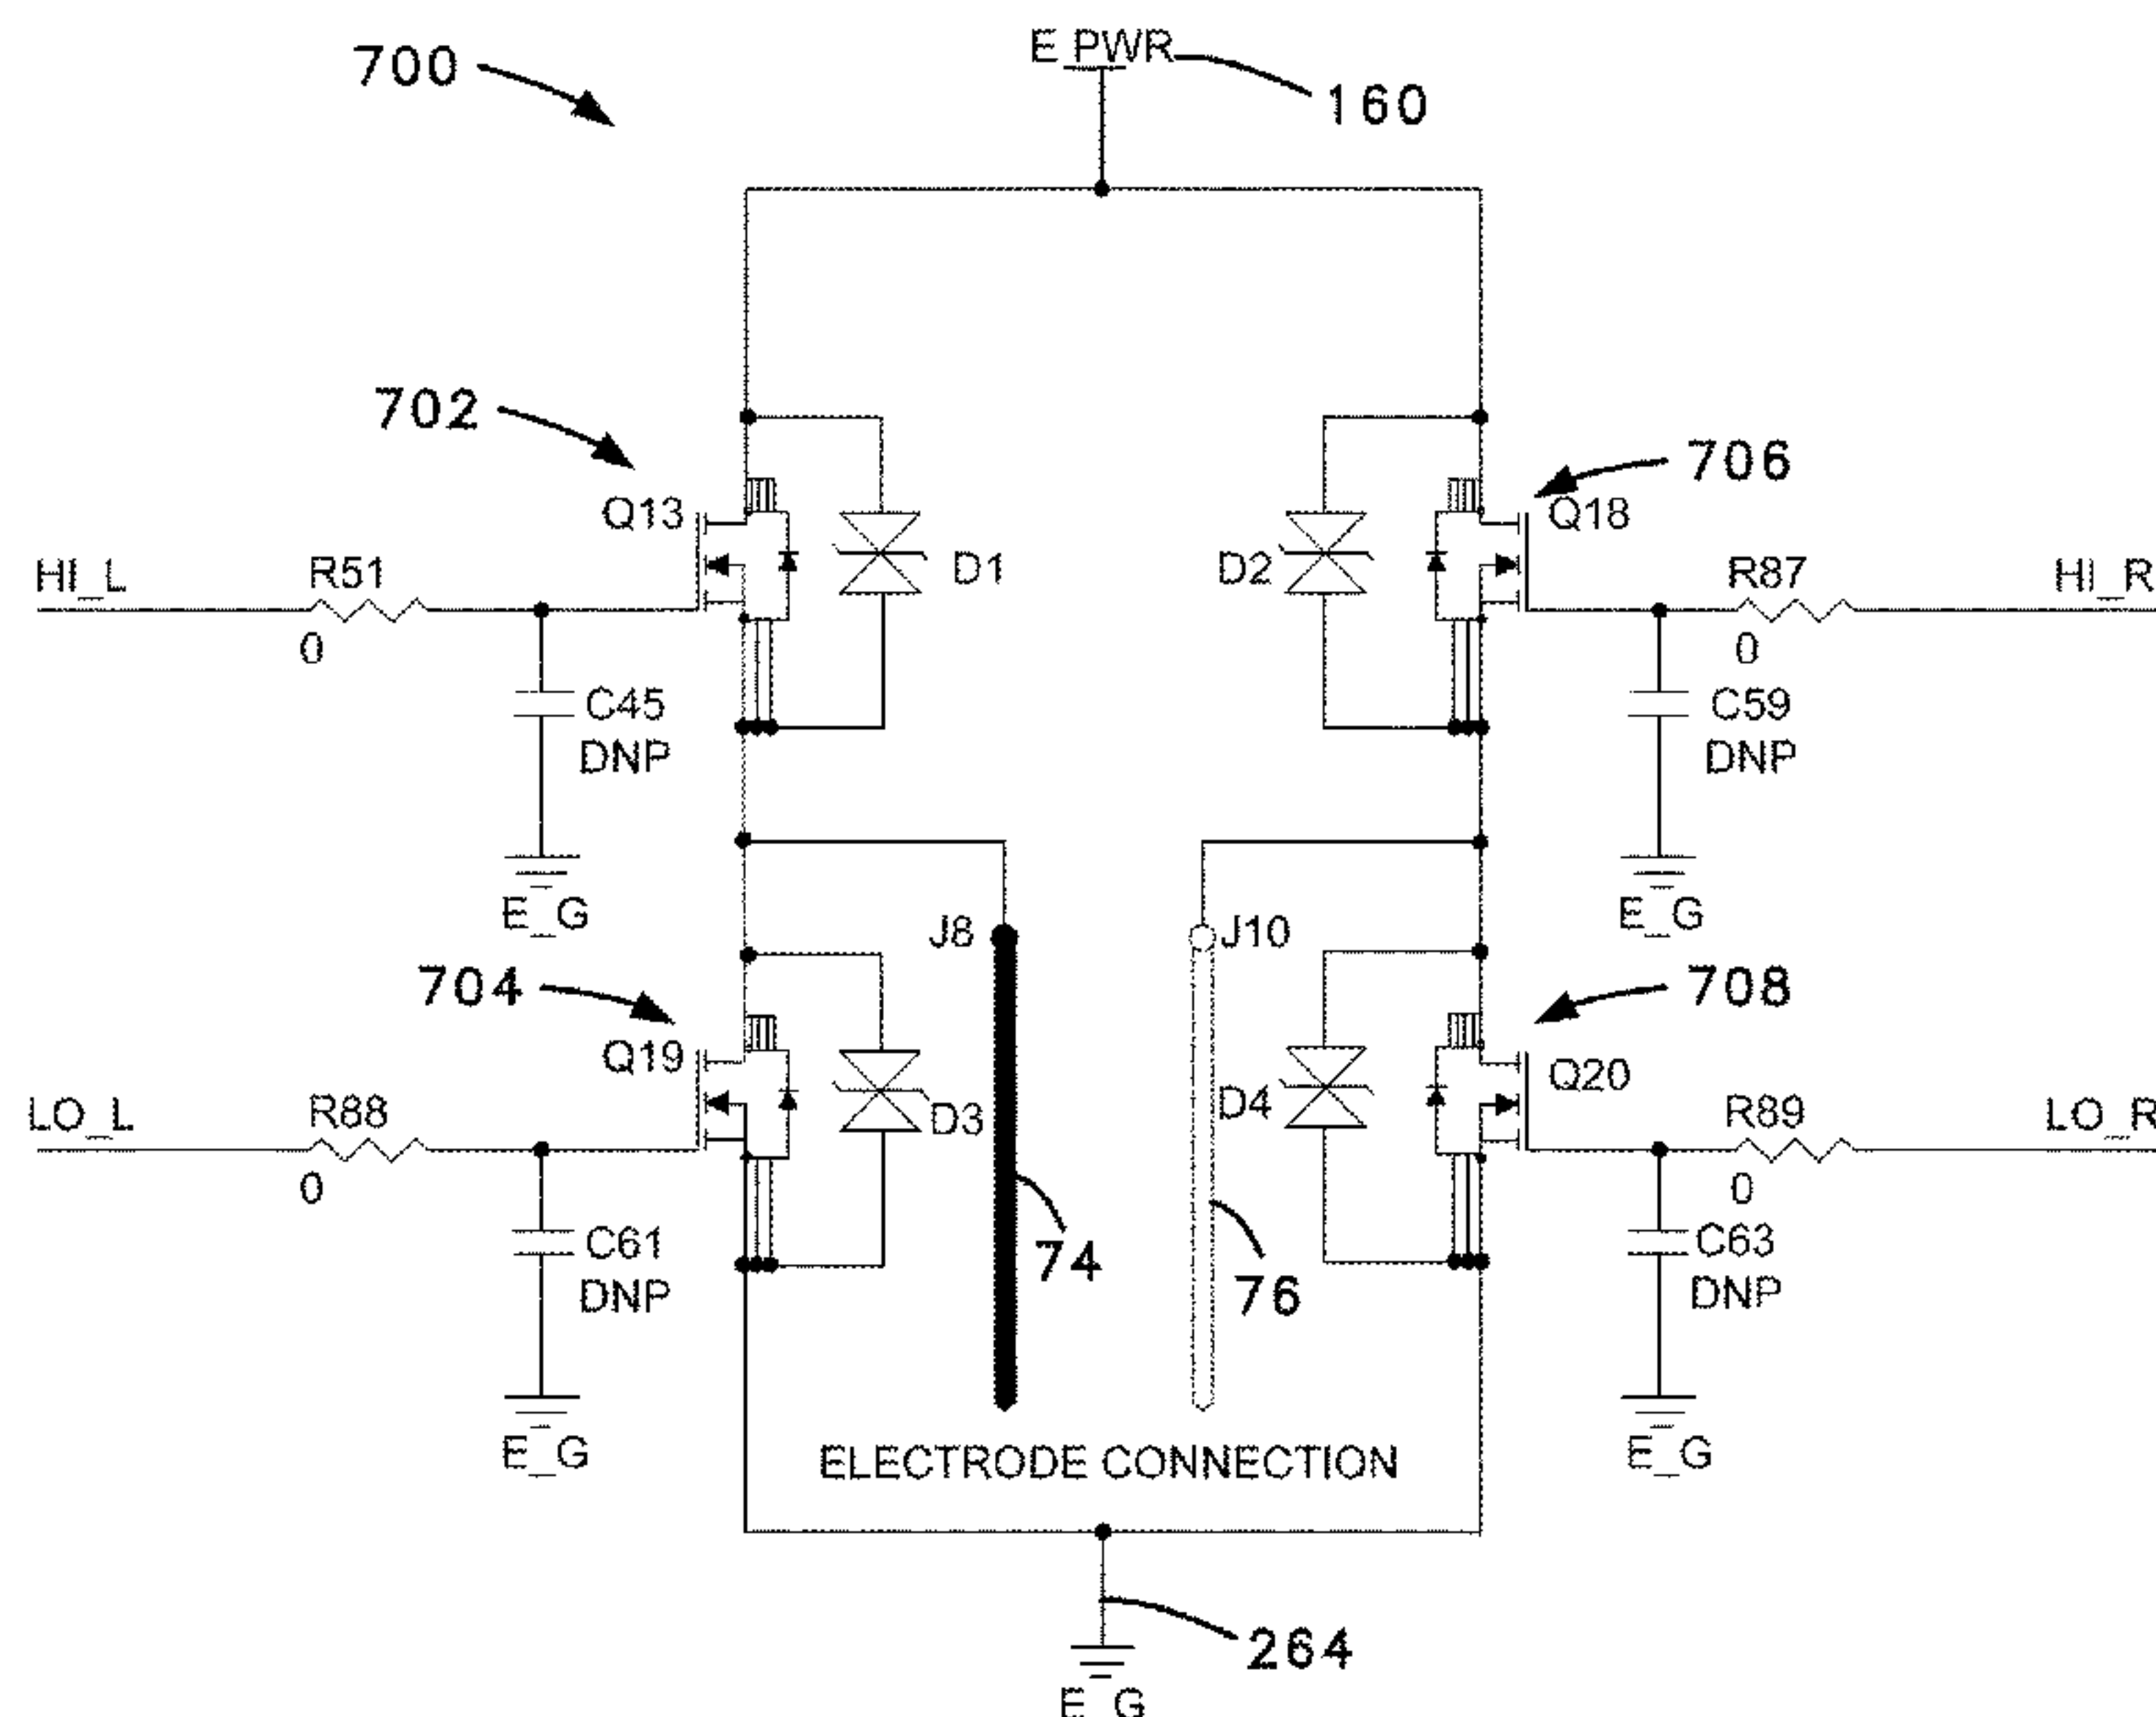 E_PWR
700
160
702
706
Q13
Q18
HI_L
R51
D1
D2
R87
HI_R
0
0
C45
DNP
C59
DNP
E_G
E_G
J8
J10
704
708
Q19
Q20
LO_L
R88
D3
D4
R89
LO_R
0
0
C61
DNP
74
76
C63
DNP
E_G
E_G
ELECTRODE CONNECTION
264
E_G